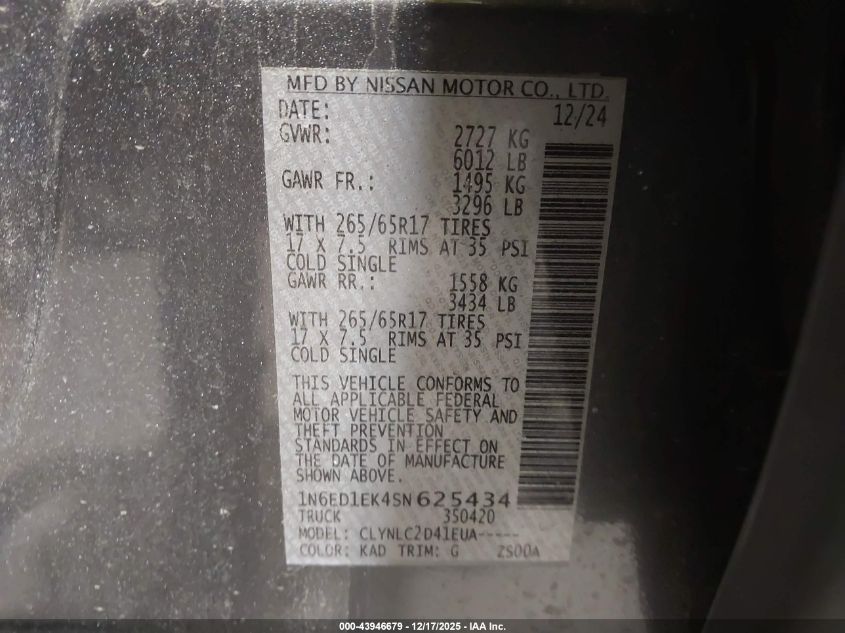 MFD BY NISSAN MOTOR CO., LTD.
DATE: 12/24
GVWR: 2727 KG
6012 LB
GAWR FR.: 1495 KG
3296 LB
WITH 265/65R17 TIRES
17 X 7.5 RIMS AT 35 PSI
COLD SINGLE
GAWR RR.: 1558 KG
3434 LB
WITH 265/65R17 TIRES
17 X 7.5 RIMS AT 35 PSI
COLD SINGLE
THIS VEHICLE CONFORMS TO
ALL APPLICABLE FEDERAL
MOTOR VEHICLE SAFETY AND
THEFT PREVENTION
STANDARDS IN EFFECT ON
THE DATE OF MANUFACTURE
SHOWN ABOVE.
1N6ED1EK4SN625434
TRUCK 3S0420
MODEL: CLYNLC2D41EUA-----
COLOR: KAD TRIM: G ZS00A
000-43946679 - 12/17/2025 - IAA Inc.